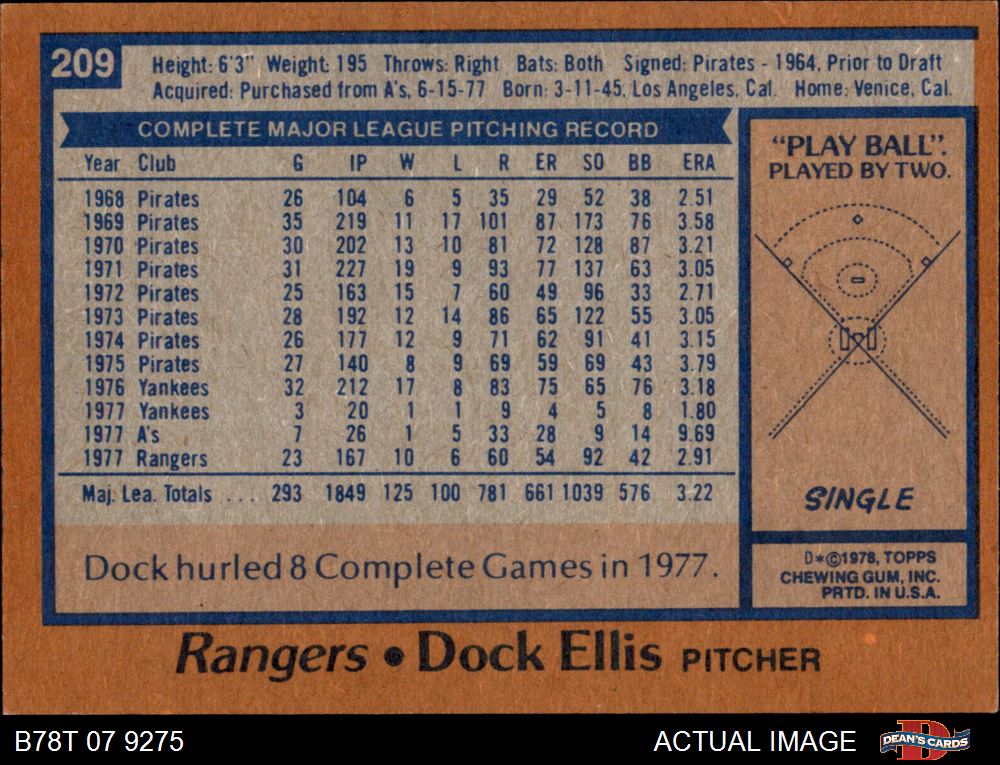 209
Height: 6'3" Weight: 195 Throws: Right Bats: Both Signed: Pirates - 1964, Prior to Draft
Acquired: Purchased from A's, 6-15-77 Born: 3-11-45, Los Angeles, Cal. Home: Venice, Cal.
COMPLETE MAJOR LEAGUE PITCHING RECORD
Year Club G IP W L R ER SO BB ERA
1968 Pirates 26 104 6 5 35 29 52 38 2.51
1969 Pirates 35 219 11 17 101 87 173 76 3.58
1970 Pirates 30 202 13 10 81 72 128 87 3.21
1971 Pirates 31 227 19 9 93 77 137 63 3.05
1972 Pirates 25 163 15 7 60 49 96 33 2.71
1973 Pirates 28 192 12 14 86 65 122 55 3.05
1974 Pirates 26 177 12 9 71 62 91 41 3.15
1975 Pirates 27 140 8 9 69 59 69 43 3.79
1976 Yankees 32 212 17 8 83 75 65 76 3.18
1977 Yankees 3 20 1 1 9 4 5 8 1.80
1977 A's 7 26 1 5 33 28 9 14 9.69
1977 Rangers 23 167 10 6 60 54 92 42 2.91
Maj. Lea. Totals . . . 293 1849 125 100 781 661 1039 576 3.22
Dock hurled 8 Complete Games in 1977.
"PLAY BALL".
PLAYED BY TWO.
SINGLE
D*©1978, TOPPS
CHEWING GUM, INC.
PRTD. IN U.S.A.
Rangers • Dock Ellis PITCHER
B78T 07 9275
ACTUAL IMAGE
D
DEAN'S CARDS